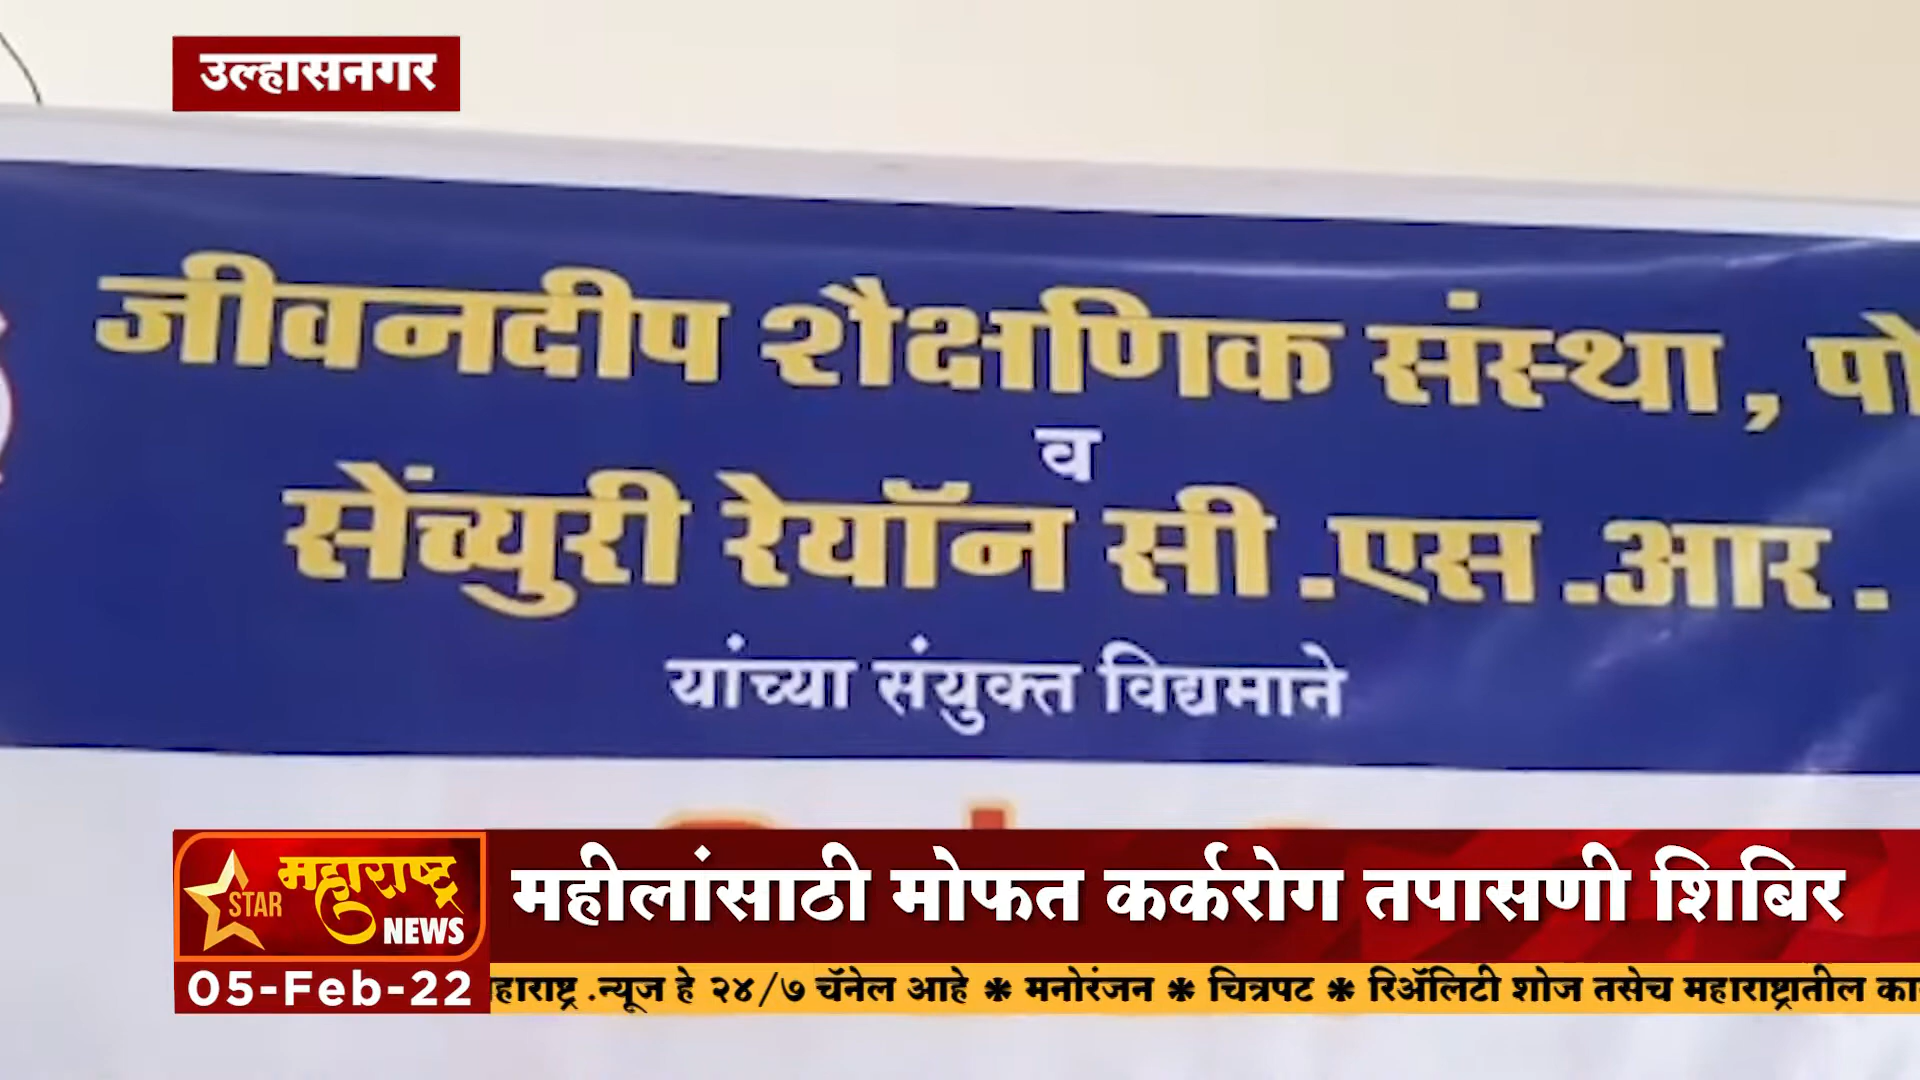 उल्हासनगर
जीवनदीप शैक्षणिक संस्था,
व
सेंच्युरी रेयॉन सी.एस.आर.
यांच्या संयुक्त विद्यमाने
STAR महाराष्ट्र NEWS
महीलांसाठी मोफत कर्करोग तपासणी शिबिर
05-Feb-22
.न्यूज हे २४/७ चॅनेल आहे * मनोरंजन * चित्रपट * रिॲलिटी शोज तसेच महाराष्ट्रातील